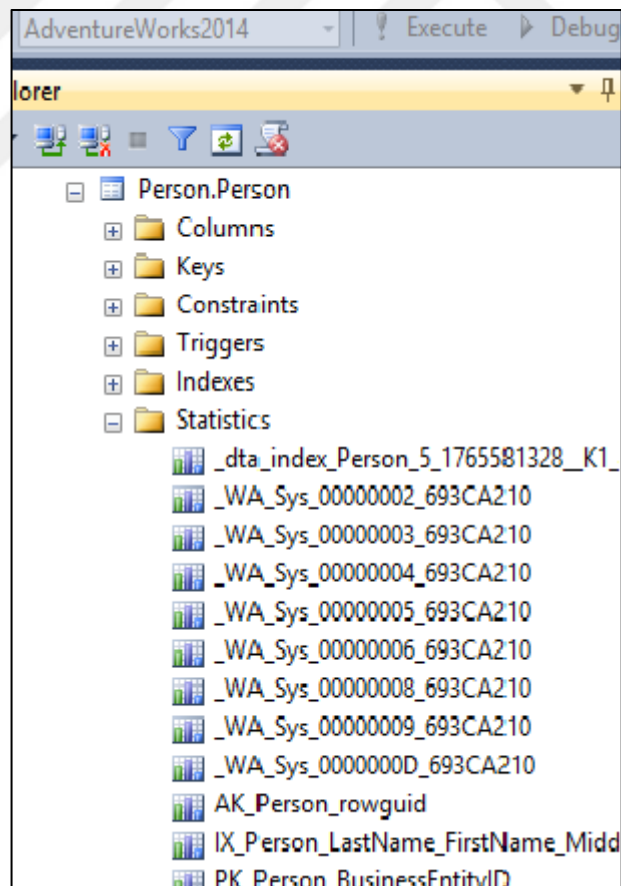 AdventureWorks2014 Execute Debug
lorer
Person.Person
Columns
Keys
Constraints
Triggers
Indexes
Statistics
_dta_index_Person_5_1765581328__K1_
_WA_Sys_00000002_693CA210
_WA_Sys_00000003_693CA210
_WA_Sys_00000004_693CA210
_WA_Sys_00000005_693CA210
_WA_Sys_00000006_693CA210
_WA_Sys_00000008_693CA210
_WA_Sys_00000009_693CA210
_WA_Sys_0000000D_693CA210
AK_Person_rowguid
IX_Person_LastName_FirstName_Midd
PK_Person_BusinessEntityID